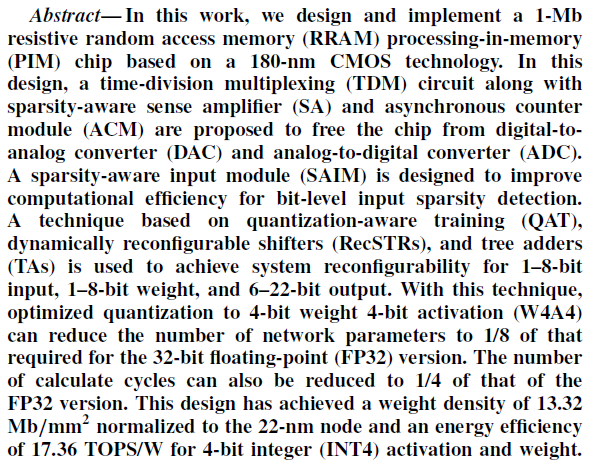 Abstract—In this work, we design and implement a 1-Mb
resistive random access memory (RRAM) processing-in-memory
(PIM) chip based on a 180-nm CMOS technology. In this
design, a time-division multiplexing (TDM) circuit along with
sparsity-aware sense amplifier (SA) and asynchronous counter
module (ACM) are proposed to free the chip from digital-to-
analog converter (DAC) and analog-to-digital converter (ADC).
A sparsity-aware input module (SAIM) is designed to improve
computational efficiency for bit-level input sparsity detection.
A technique based on quantization-aware training (QAT),
dynamically reconfigurable shifters (RecSTRs), and tree adders
(TAs) is used to achieve system reconfigurability for 1–8-bit
input, 1–8-bit weight, and 6–22-bit output. With this technique,
optimized quantization to 4-bit weight 4-bit activation (W4A4)
can reduce the number of network parameters to 1/8 of that
required for the 32-bit floating-point (FP32) version. The number
of calculate cycles can also be reduced to 1/4 of that of the
FP32 version. This design has achieved a weight density of 13.32
Mb/mm² normalized to the 22-nm node and an energy efficiency
of 17.36 TOPS/W for 4-bit integer (INT4) activation and weight.